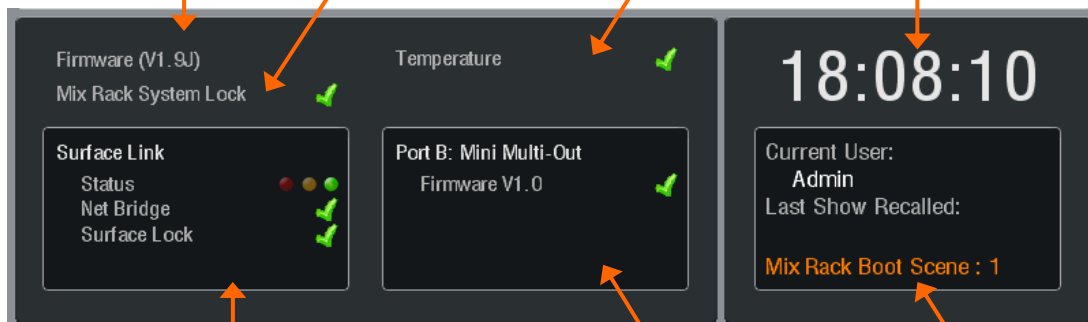 Firmware (V1.9J)
Mix Rack System Lock
Temperature
Surface Link
Status
Net Bridge
Surface Lock
Port B: Mini Multi-Out
Firmware V1.0
18:08:10
Current User:
Admin
Last Show Recalled:
Mix Rack Boot Scene : 1